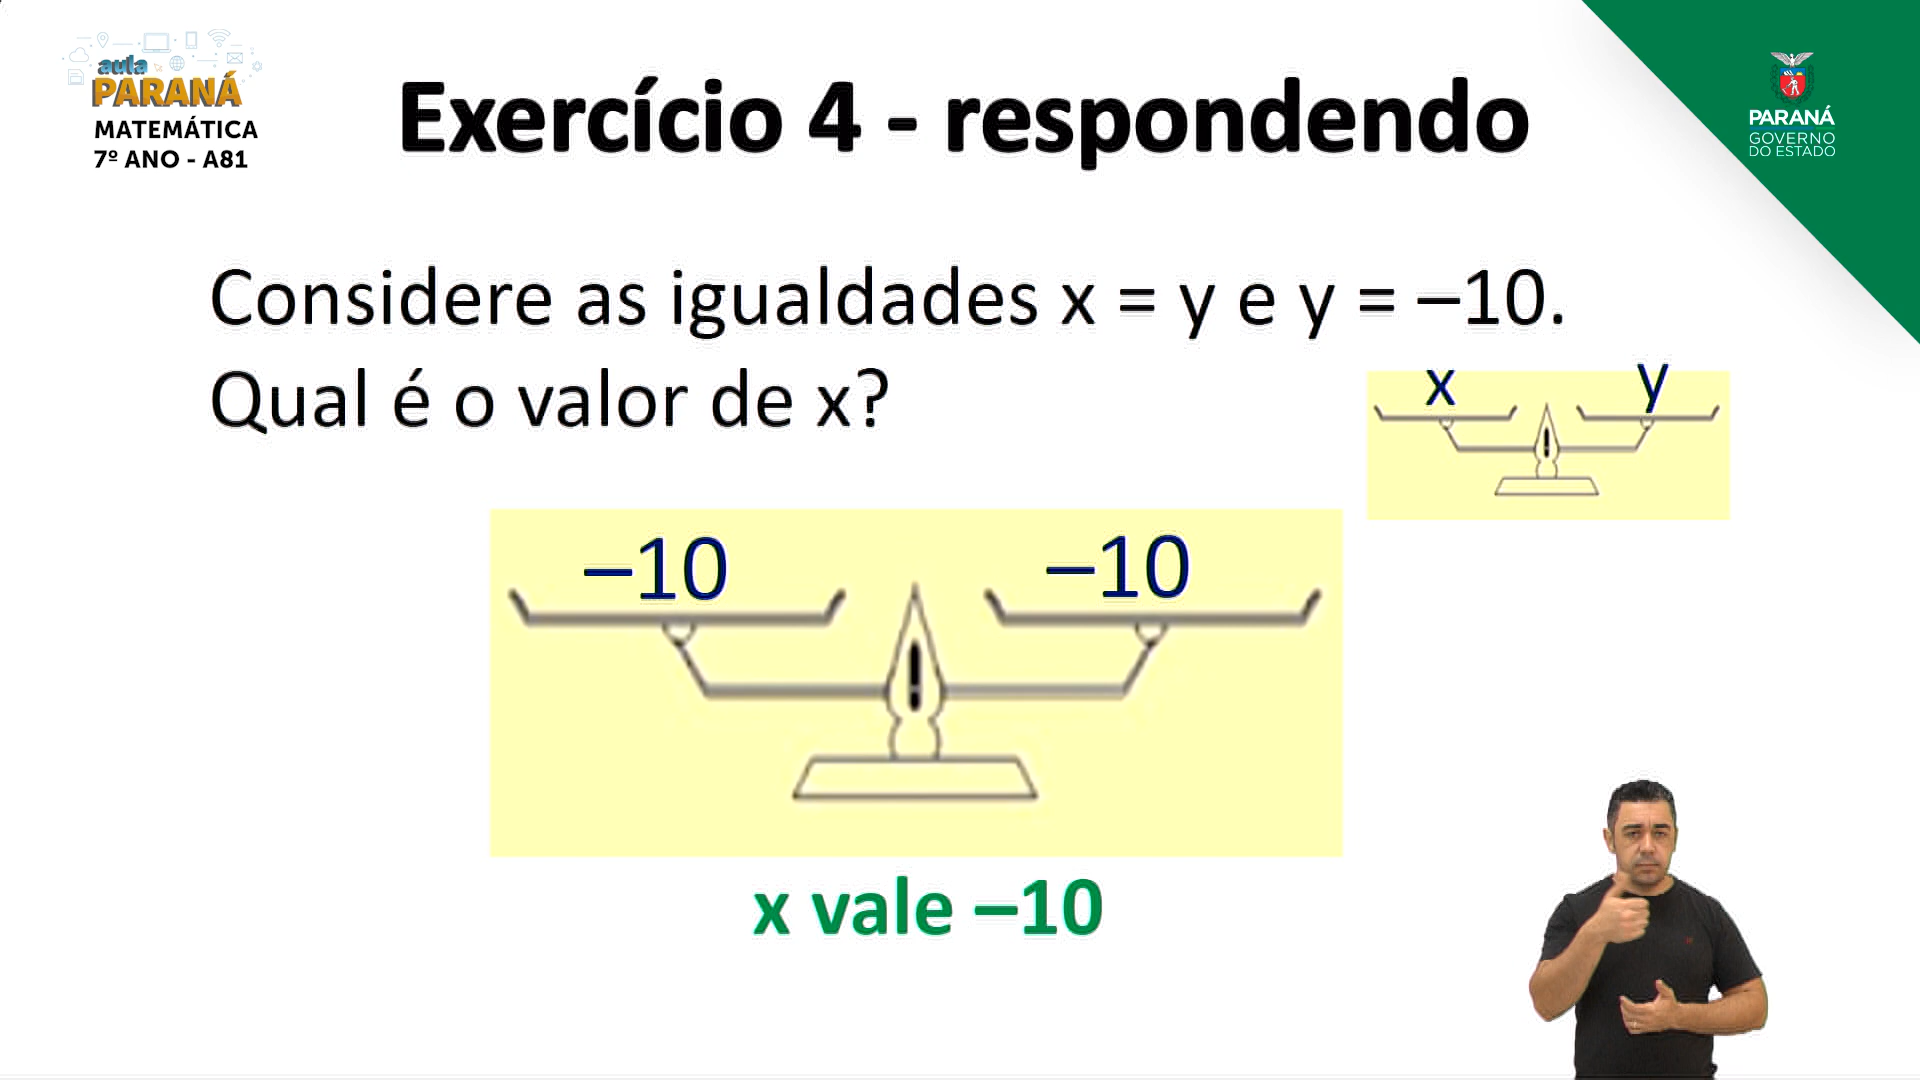 aula
PARANÁ
MATEMÁTICA
7º ANO - A81
Exercício 4 - respondendo
PARANÁ
GOVERNO
DO ESTADO
Considere as igualdades x = y e y = –10.
Qual é o valor de x?
x y
–10 –10
x vale –10